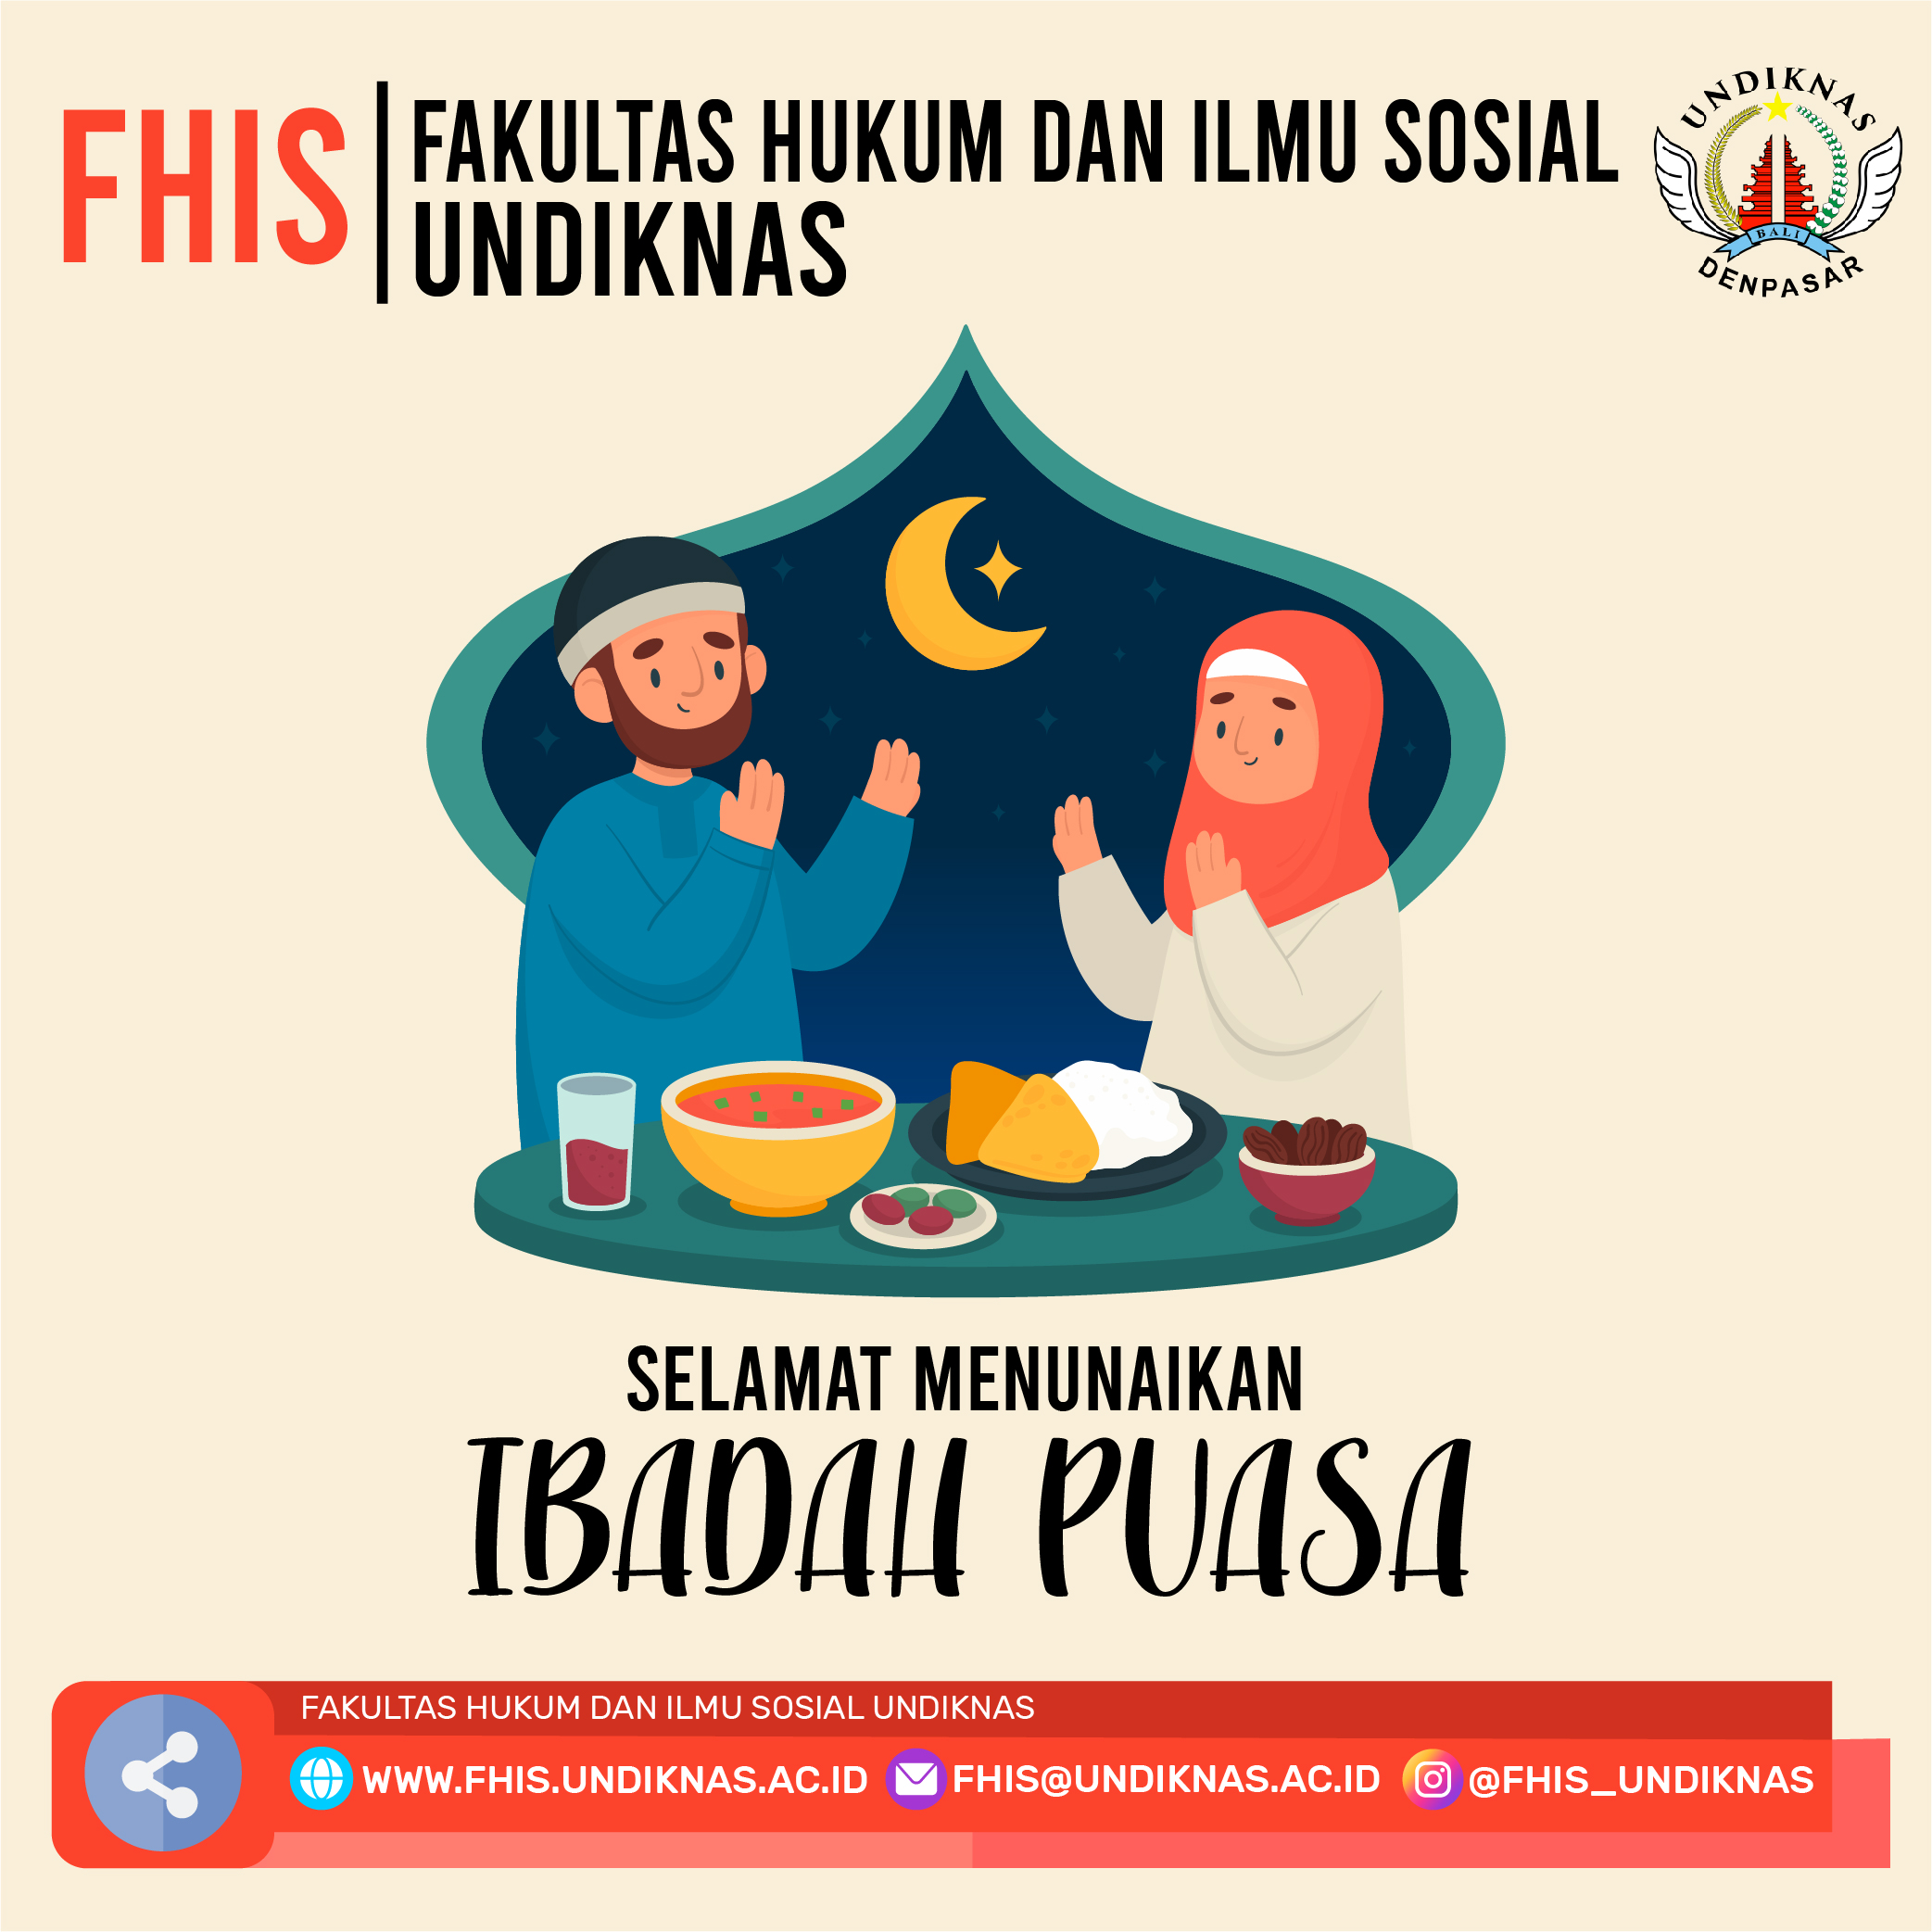 FHIS
FAKULTAS HUKUM DAN ILMU SOSIAL
UNDIKNAS
UNDIKNAS
BALI
DENPASAR
SELAMAT MENUNAIKAN
IBADAH PUASA
FAKULTAS HUKUM DAN ILMU SOSIAL UNDIKNAS
WWW.FHIS.UNDIKNAS.AC.ID FHIS@UNDIKNAS.AC.ID @FHIS_UNDIKNAS